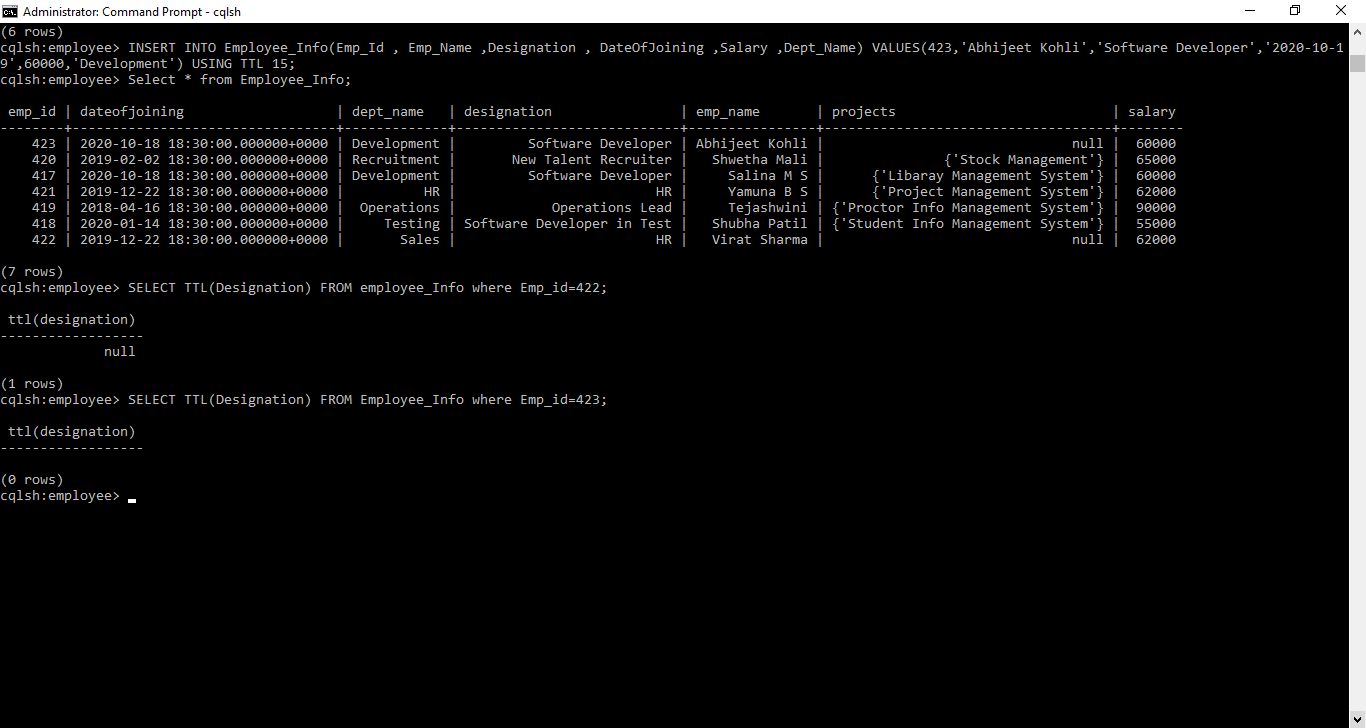 Administrator: Command Prompt - cqlsh
(6 rows)
cqlsh:employee> INSERT INTO Employee_Info(Emp_Id , Emp_Name ,Designation , DateOfJoining ,Salary ,Dept_Name) VALUES(423,'Abhijeet Kohli','Software Developer','2020-10-1
9',60000,'Development') USING TTL 15;
cqlsh:employee> Select * from Employee_Info;
emp_id | dateofjoining | dept_name | designation | emp_name | projects | salary
--------+---------------------------------+-------------+----------------------------+----------------+-----------------------------------+--------
423 | 2020-10-18 18:30:00.000000+0000 | Development | Software Developer | Abhijeet Kohli | null | 60000
420 | 2019-02-02 18:30:00.000000+0000 | Recruitment | New Talent Recruiter | Shwetha Mali | {'Stock Management'} | 65000
417 | 2020-10-18 18:30:00.000000+0000 | Development | Software Developer | Salina M S | {'Libaray Management System'} | 60000
421 | 2019-12-22 18:30:00.000000+0000 | HR | HR | Yamuna B S | {'Project Management System'} | 62000
419 | 2018-04-16 18:30:00.000000+0000 | Operations | Operations Lead | Tejashwini | {'Proctor Info Management System'} | 90000
418 | 2020-01-14 18:30:00.000000+0000 | Testing | Software Developer in Test | Shubha Patil | {'Student Info Management System'} | 55000
422 | 2019-12-22 18:30:00.000000+0000 | Sales | HR | Virat Sharma | null | 62000
(7 rows)
cqlsh:employee> SELECT TTL(Designation) FROM employee_Info where Emp_id=422;
ttl(designation)
------------------
null
(1 rows)
cqlsh:employee> SELECT TTL(Designation) FROM Employee_Info where Emp_id=423;
ttl(designation)
------------------
(0 rows)
cqlsh:employee>